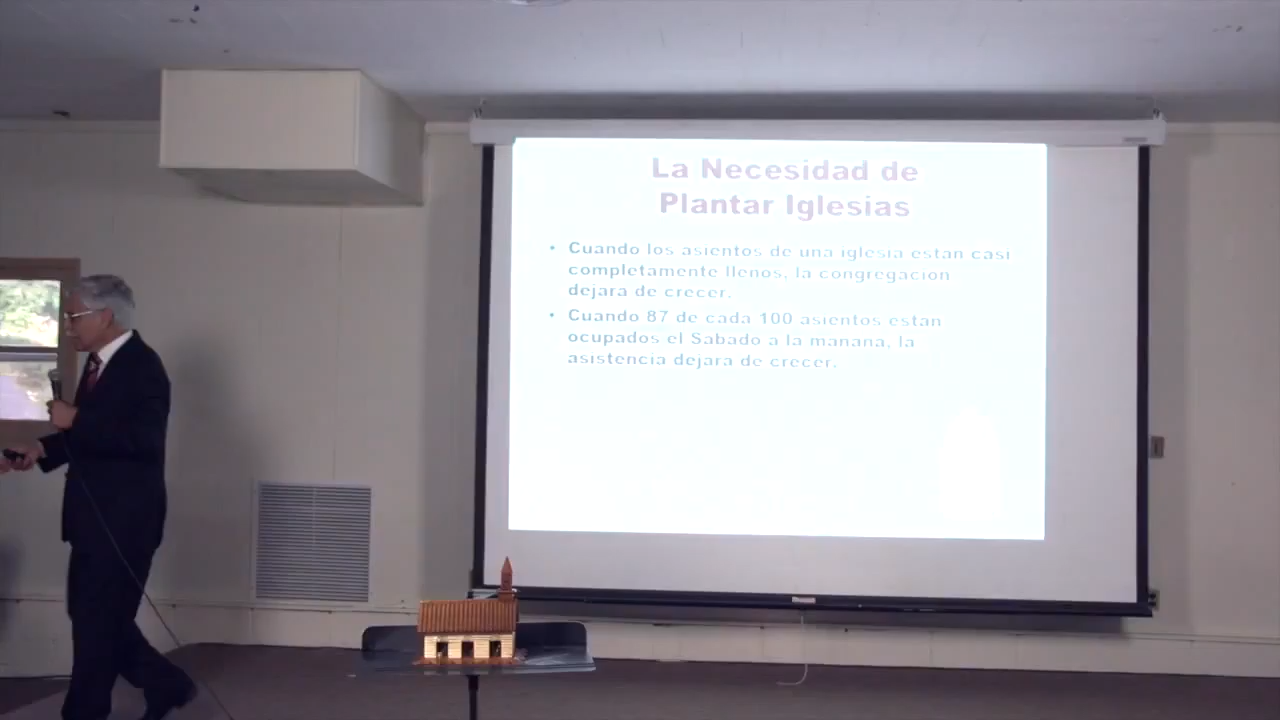 La Necesidad de
Plantar Iglesias
• Cuando los asientos de una iglesia estan casi
completamente llenos, la congregacion
dejara de crecer.
• Cuando 87 de cada 100 asientos estan
ocupados el Sabado a la manana, la
asistencia dejara de crecer.